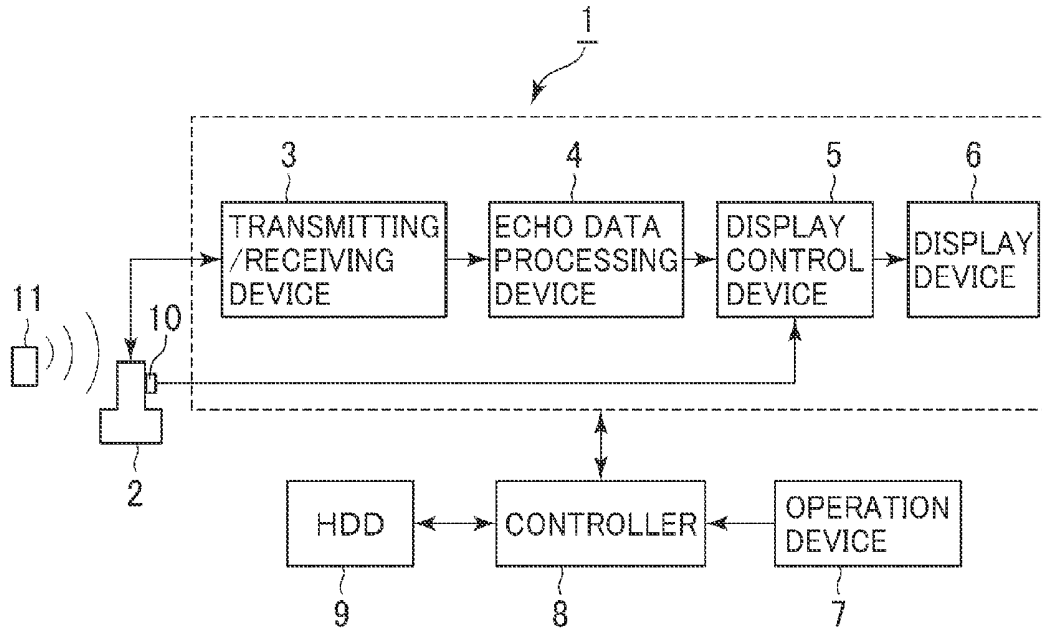 1
3
4
5
6
TRANSMITTING
/RECEIVING
DEVICE
ECHO DATA
PROCESSING
DEVICE
DISPLAY
CONTROL
DEVICE
DISPLAY
DEVICE
11
10
2
HDD
CONTROLLER
OPERATION
DEVICE
9
8
7